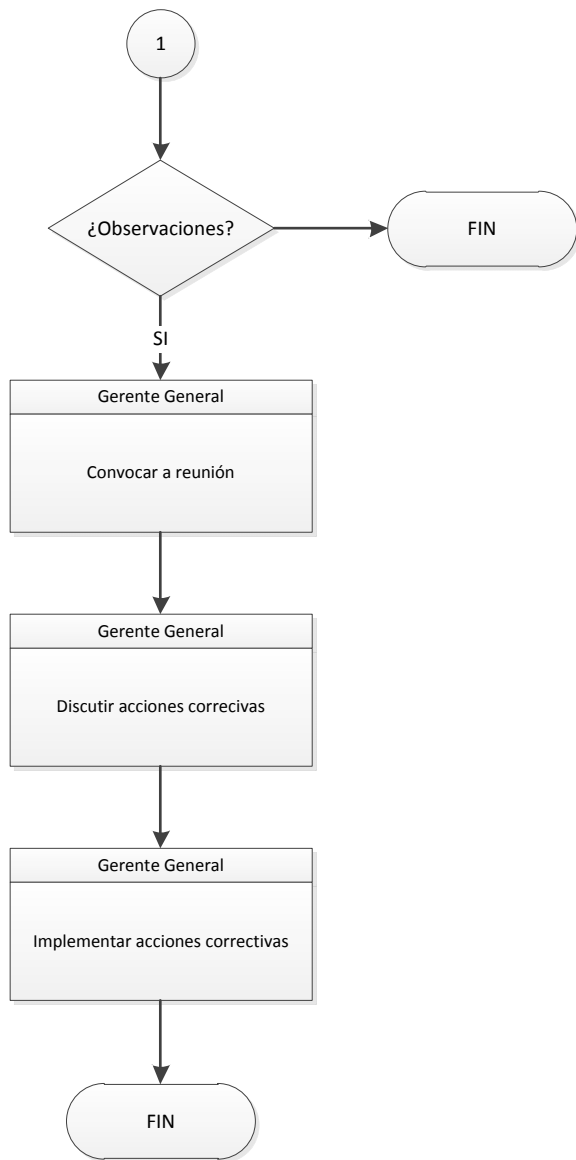 1
¿Observaciones?
FIN
SI
Gerente General
Convocar a reunión
Gerente General
Discutir acciones correcivas
Gerente General
Implementar acciones correctivas
FIN